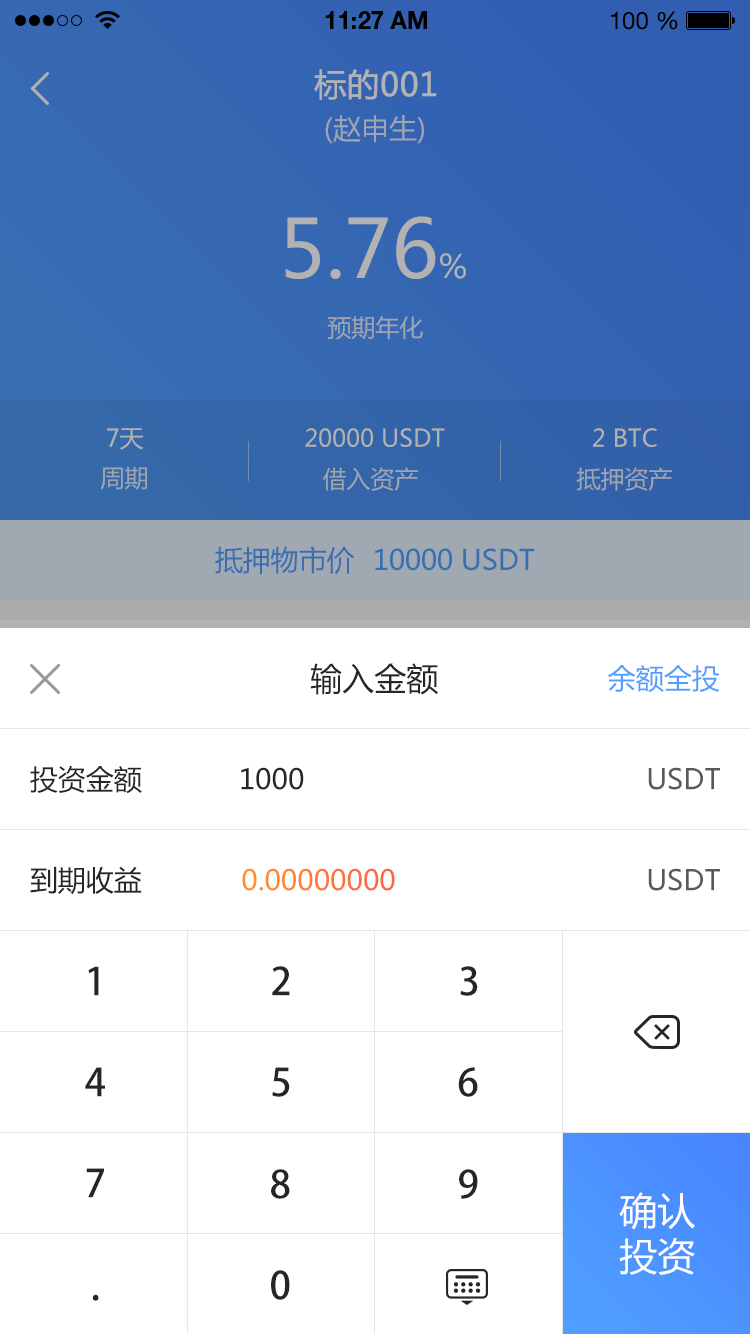 11:27 AM 100 %
标的001
(赵申生)
5.76%
预期年化
7天 20000 USDT 2 BTC
周期 借入资产 抵押资产
抵押物市价 10000 USDT
输入金额 余额全投
投资金额 1000 USDT
到期收益 0.00000000 USDT
1 2 3
4 5 6
7 8 9
确认
投资
. 0